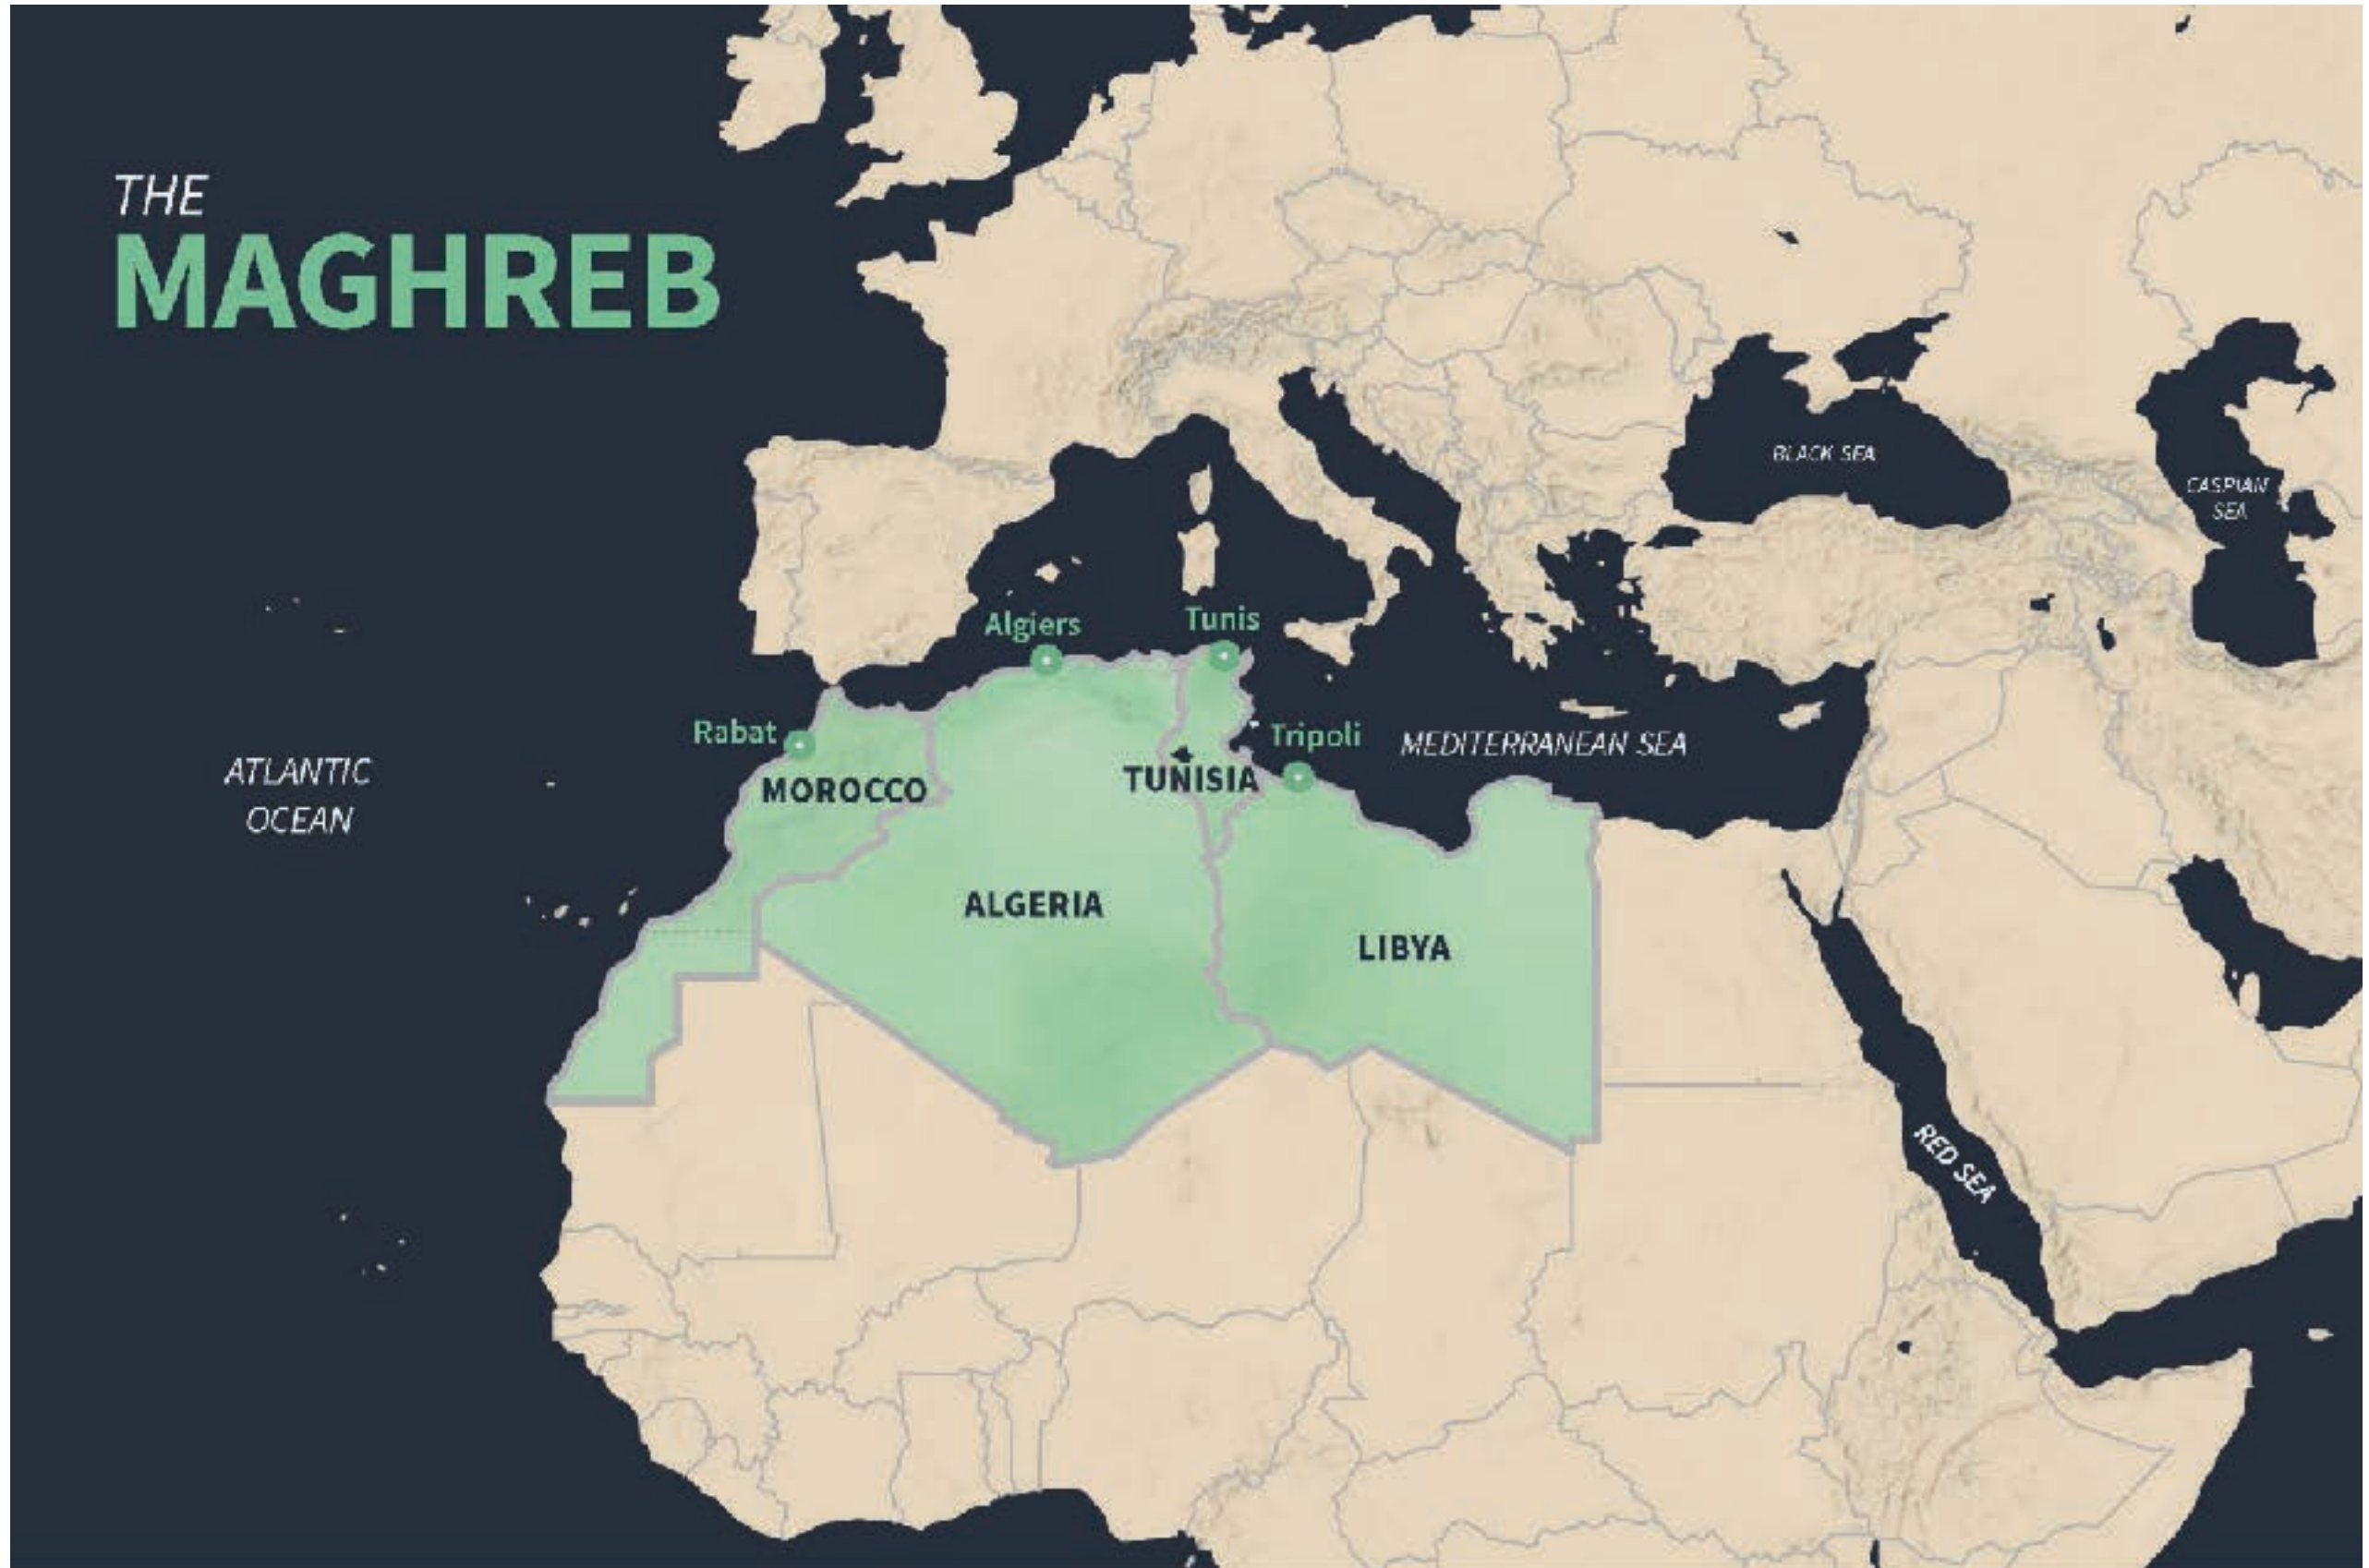 THE
MAGHREB
BLACK SEA
CASPIAN
SEA
Algiers
Tunis
Rabat
Tripoli
MEDITERRANEAN SEA
ATLANTIC
OCEAN
MOROCCO
TUNISIA
ALGERIA
LIBYA
RED SEA